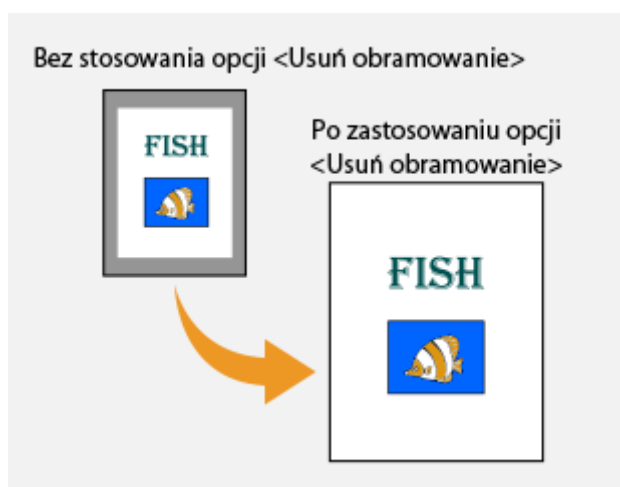 Bez stosowania opcji <Usuń obramowanie>
FISH
Po zastosowaniu opcji
<Usuń obramowanie>
FISH